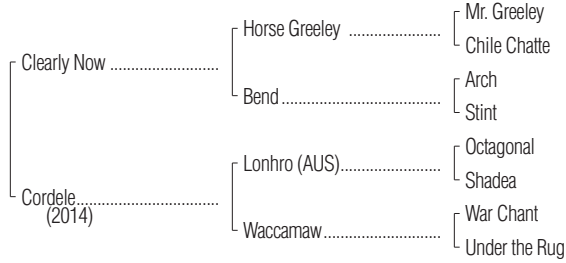 Mr. Greeley
Horse Greeley ....................
Chile Chatte
Clearly Now ........................
Arch
Bend ...................................
Stint
Octagonal
Lonhro (AUS) ......................
Shadea
Cordele ...............................
(2014)
War Chant
Waccamaw .........................
Under the Rug